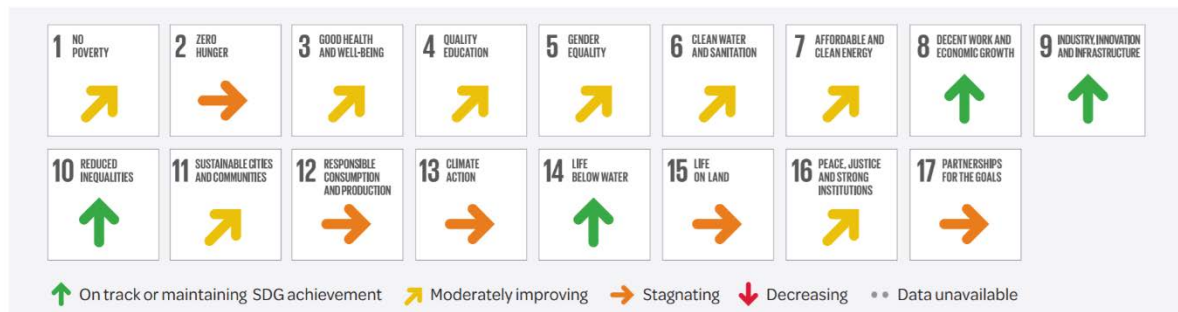 1 NO
POVERTY
2 ZERO
HUNGER
3 GOOD HEALTH
AND WELL-BEING
4 QUALITY
EDUCATION
5 GENDER
EQUALITY
6 CLEAN WATER
AND SANITATION
7 AFFORDABLE AND
CLEAN ENERGY
8 DECENT WORK AND
ECONOMIC GROWTH
9 INDUSTRY, INNOVATION
AND INFRASTRUCTURE
10 REDUCED
INEQUALITIES
11 SUSTAINABLE CITIES
AND COMMUNITIES
12 RESPONSIBLE
CONSUMPTION
AND PRODUCTION
13 CLIMATE
ACTION
14 LIFE
BELOW WATER
15 LIFE
ON LAND
16 PEACE, JUSTICE
AND STRONG
INSTITUTIONS
17 PARTNERSHIPS
FOR THE GOALS
On track or maintaining SDG achievement Moderately improving Stagnating Decreasing Data unavailable